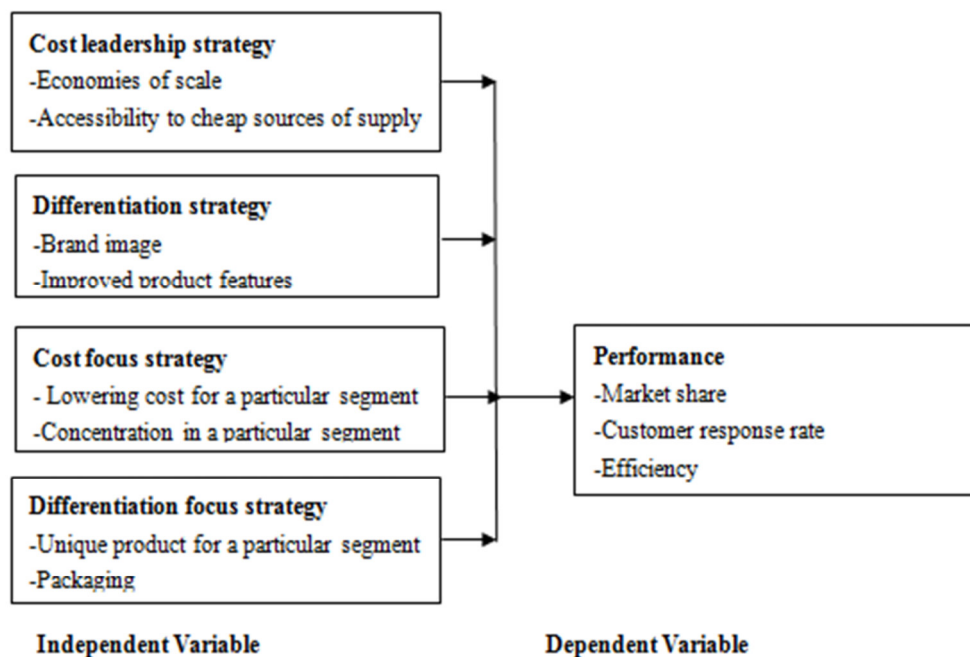 Cost leadership strategy
-Economies of scale
-Accessibility to cheap sources of supply
Differentiation strategy
-Brand image
-Improved product features
Cost focus strategy
- Lowering cost for a particular segment
-Concentration in a particular segment
Differentiation focus strategy
-Unique product for a particular segment
-Packaging
Performance
-Market share
-Customer response rate
-Efficiency
Independent Variable
Dependent Variable